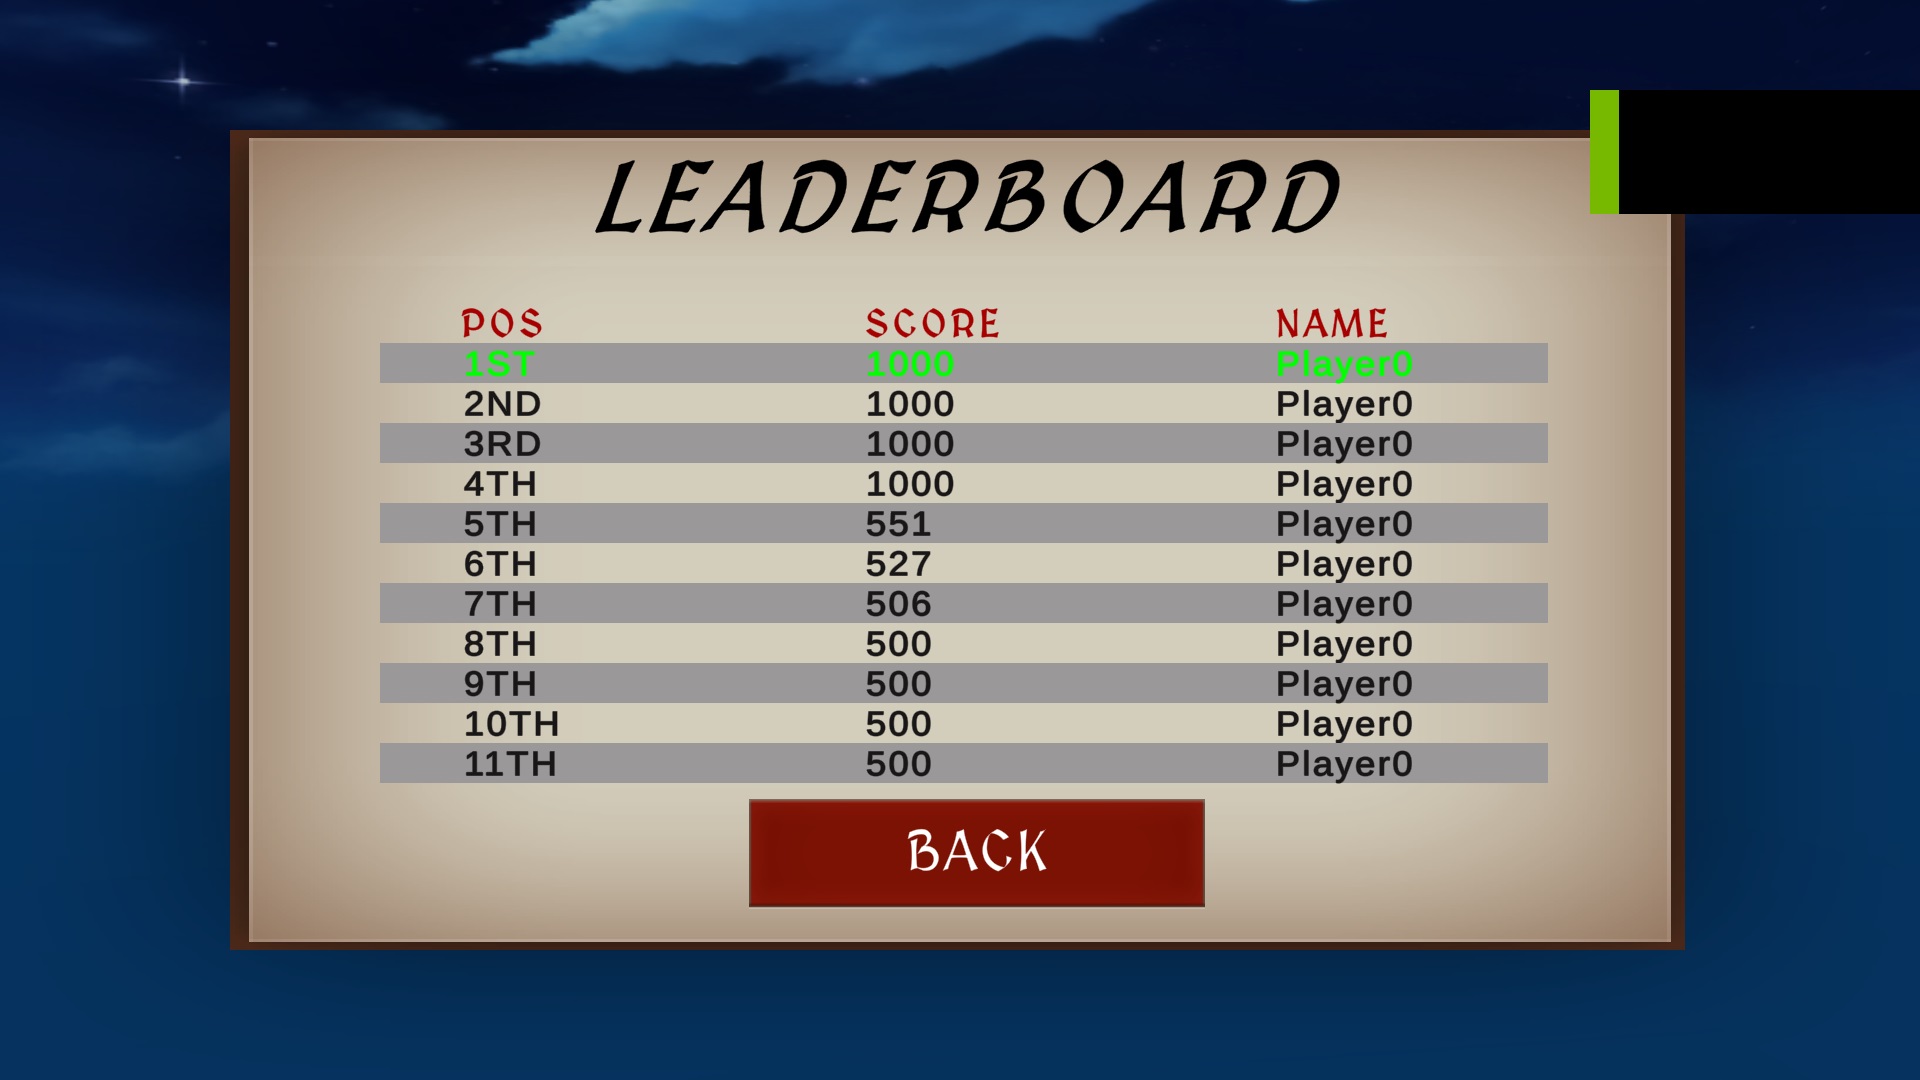 LEADERBOARD
POS SCORE NAME
1ST 1000 Player0
2ND 1000 Player0
3RD 1000 Player0
4TH 1000 Player0
5TH 551 Player0
6TH 527 Player0
7TH 506 Player0
8TH 500 Player0
9TH 500 Player0
10TH 500 Player0
11TH 500 Player0
BACK